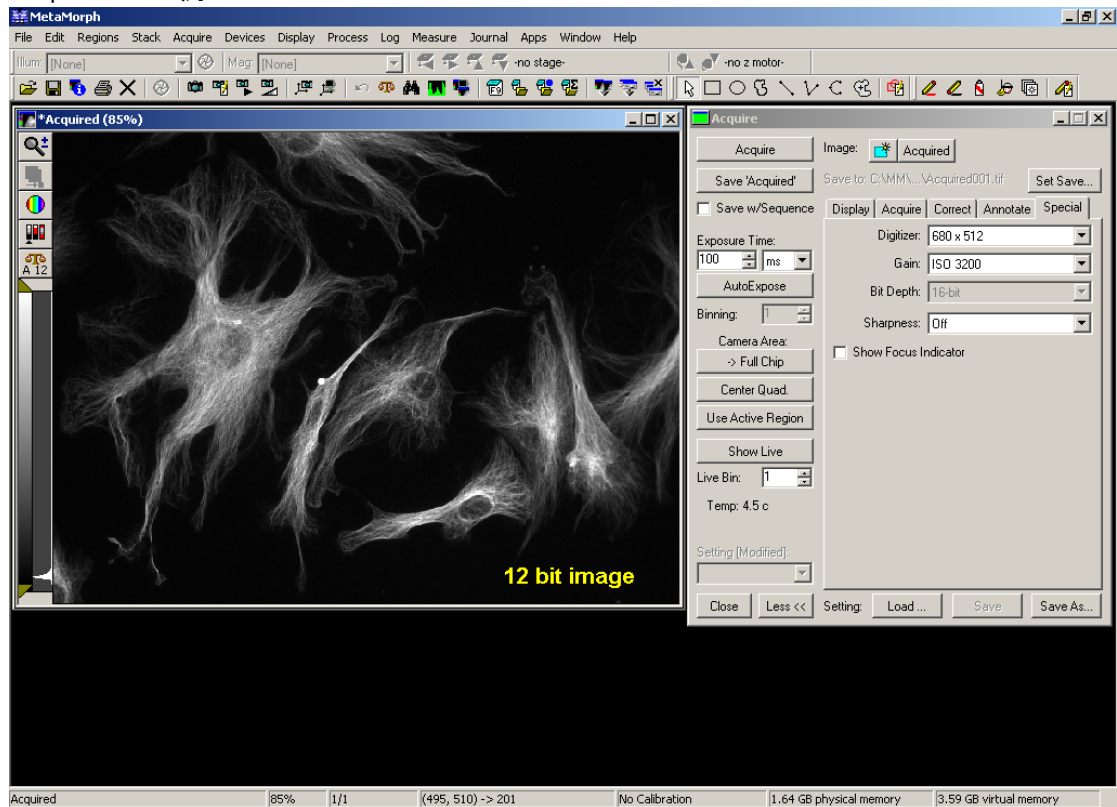 MetaMorph
File Edit Regions Stack Acquire Devices Display Process Log Measure Journal Apps Window Help
Illum: [None] Mag: [None] -no stage- -no z motor-
*Acquired (85%)
A 12
12 bit image
Acquire
Acquire
Image: Acquired
Save 'Acquired'
Save to: C:\MM\...\Acquired001.tif
Set Save...
Save w/Sequence
Display Acquire Correct Annotate Special
Exposure Time:
100 ms
AutoExpose
Binning: 1
Camera Area:
-> Full Chip
Center Quad.
Use Active Region
Show Live
Live Bin: 1
Temp: 4.5 c
Setting [Modified]:
Digitizer: 680 x 512
Gain: ISO 3200
Bit Depth: 16-bit
Sharpness: Off
Show Focus Indicator
Close Less << Setting: Load ... Save Save As...
Acquired 85% 1/1 (495, 510) -> 201 No Calibration 1.64 GB physical memory 3.59 GB virtual memory